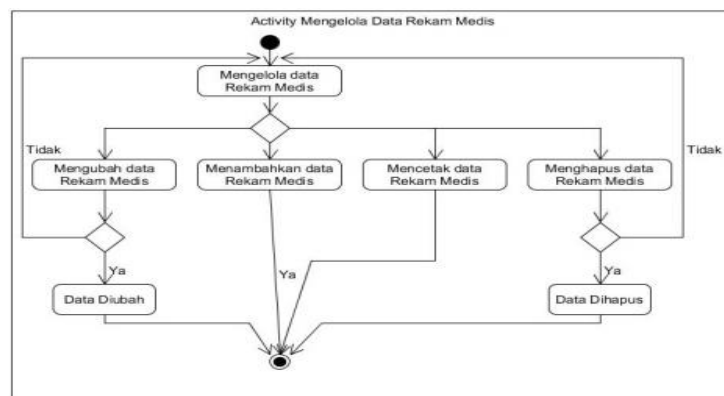 Activity Mengelola Data Rekam Medis
Mengelola data
Rekam Medis
Tidak
Tidak
Mengubah data
Rekam Medis
Menambahkan data
Rekam Medis
Mencetak data
Rekam Medis
Menghapus data
Rekam Medis
Ya
Ya
Ya
Data Diubah
Data Dihapus